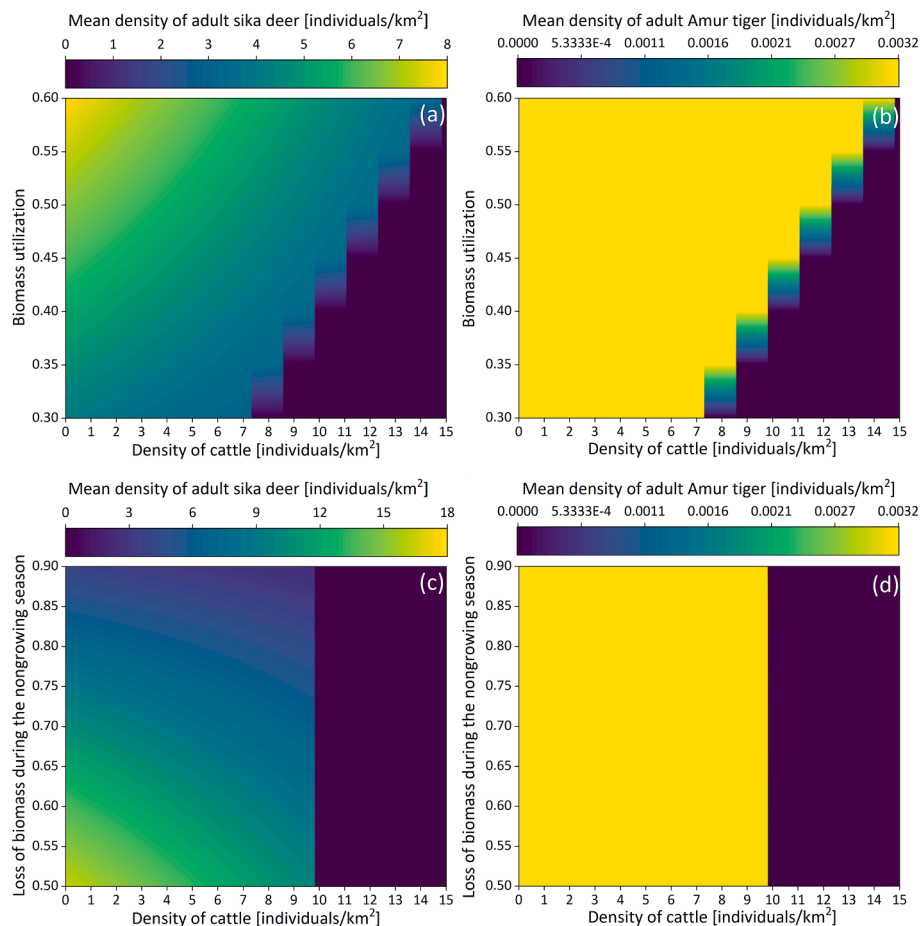 Mean density of adult sika deer [individuals/km²]
0 1 2 4 5 6 7 8
0.60 0.55 0.50 0.45 0.40 0.35 0.30
Biomass utilization
(a)
0 1 2 3 4 5 6 7 8 9 10 11 12 13 14 15
Density of cattle [individuals/km²]
Mean density of adult Amur tiger [individuals/km²]
0.0000 5.3333E-4 0.0011 0.0016 0.0021 0.0027 0.0032
0.60 0.55 0.50 0.45 0.40 0.35 0.30
Biomass utilization
(b)
0 1 2 3 4 5 6 7 8 9 10 11 12 13 14 15
Density of cattle [individuals/km²]
Mean density of adult sika deer [individuals/km²]
0 3 6 9 12 15 18
0.90 0.85 0.80 0.75 0.70 0.65 0.60 0.55 0.50
Loss of biomass during the nongrowing season
(c)
0 1 2 3 4 5 6 7 8 9 10 11 12 13 14 15
Density of cattle [individuals/km²]
Mean density of adult Amur tiger [individuals/km²]
0.0000 5.3333E-4 0.0011 0.0016 0.0021 0.0027 0.0032
0.90 0.85 0.80 0.75 0.70 0.65 0.60 0.55 0.50
Loss of biomass during the nongrowing season
(d)
0 1 2 3 4 5 6 7 8 9 10 11 12 13 14 15
Density of cattle [individuals/km²]